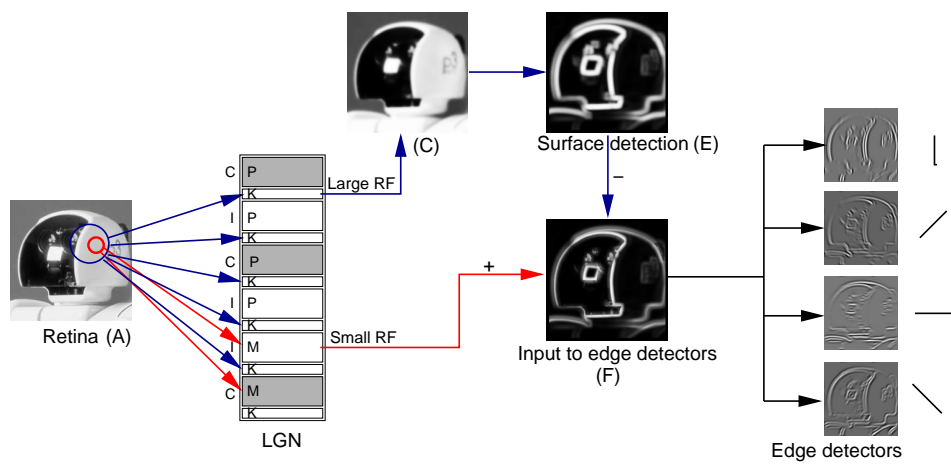 (C)
Surface detection (E)
C P
K Large RF
I P
K
C P
K
I P
K
I M Small RF
K
C M
K
LGN
Retina (A)
–
+
Input to edge detectors
(F)
Edge detectors